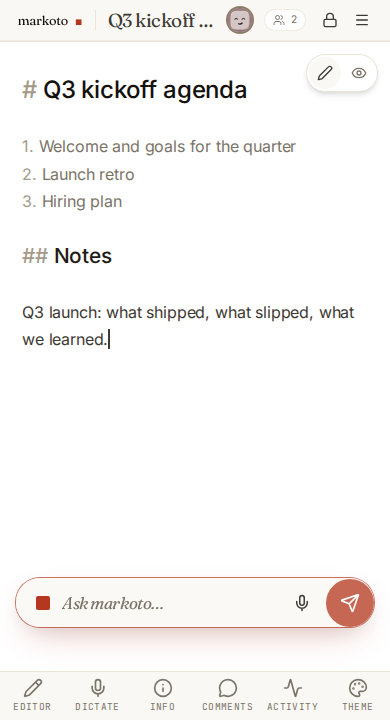 markoto
Q3 kickoff ...
2
# Q3 kickoff agenda
1. Welcome and goals for the quarter
2. Launch retro
3. Hiring plan
## Notes
Q3 launch: what shipped, what slipped, what
we learned.
Ask markoto...
EDITOR DICTATE INFO COMMENTS ACTIVITY THEME